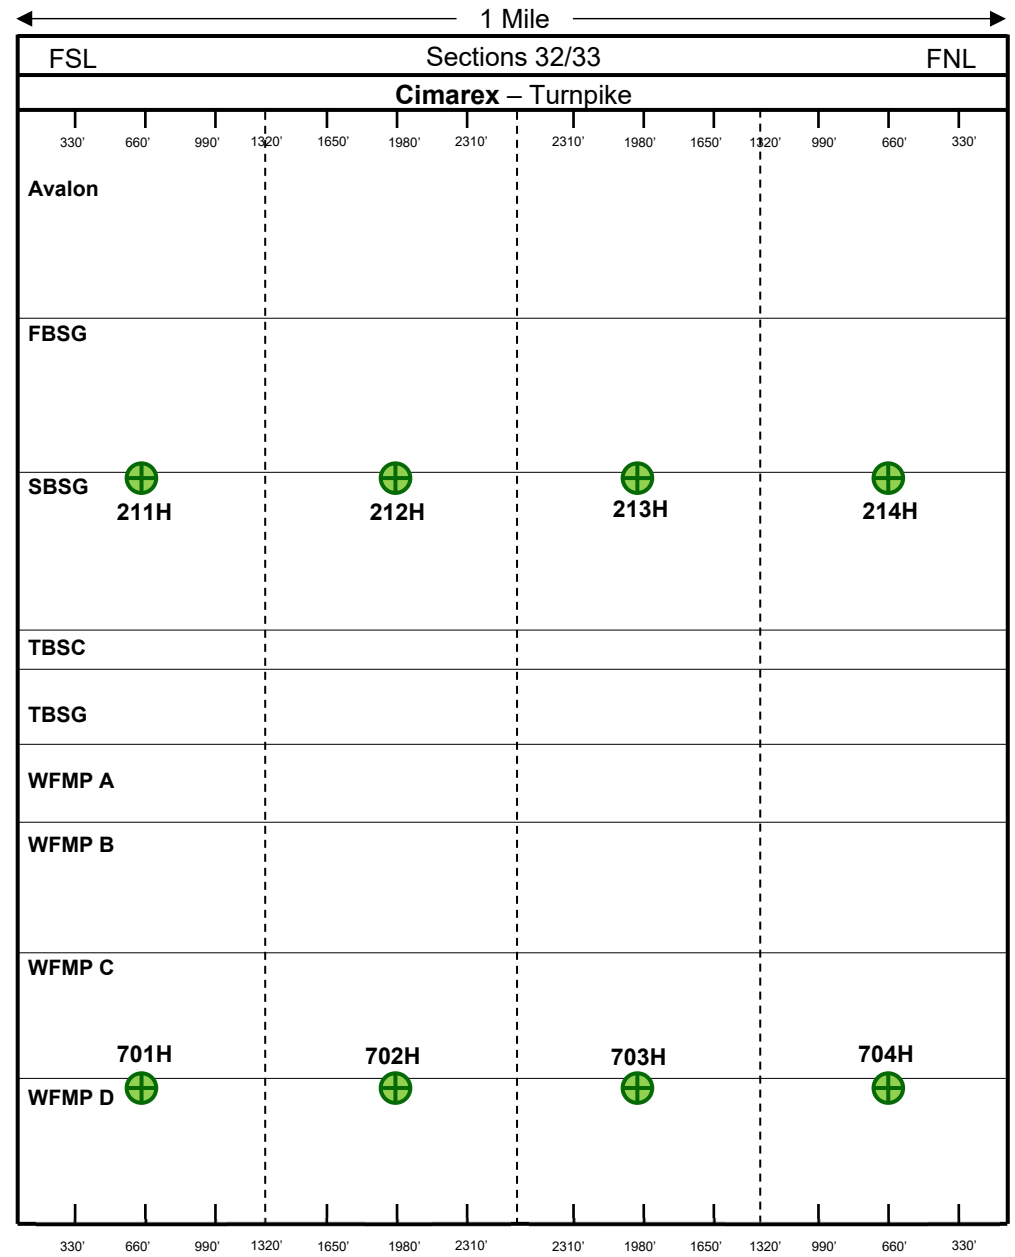 1 Mile
FSL Sections 32/33 FNL
Cimarex – Turnpike
330' 660' 990' 1320' 1650' 1980' 2310' 2310' 1980' 1650' 1320' 990' 660' 330'
Avalon
FBSG
SBSG
211H 212H 213H 214H
TBSC
TBSG
WFMP A
WFMP B
WFMP C
701H 702H 703H 704H
WFMP D
330' 660' 990' 1320' 1650' 1980' 2310' 2310' 1980' 1650' 1320' 990' 660' 330'